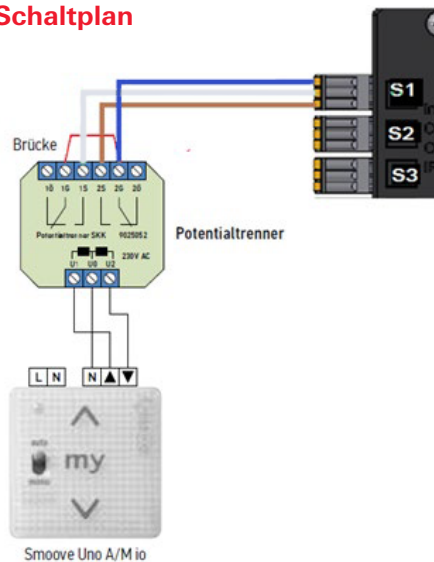 Schaltplan
S1
Brücke
S2
1Ö 1G 1S 2S 2G 2Ö
S3
Potentialtrenner SKK 9025052
Potentialtrenner
230V AC
U1 U0 U2
L N N ▲ ▼
auto
my
menu
Smoove Uno A/M io